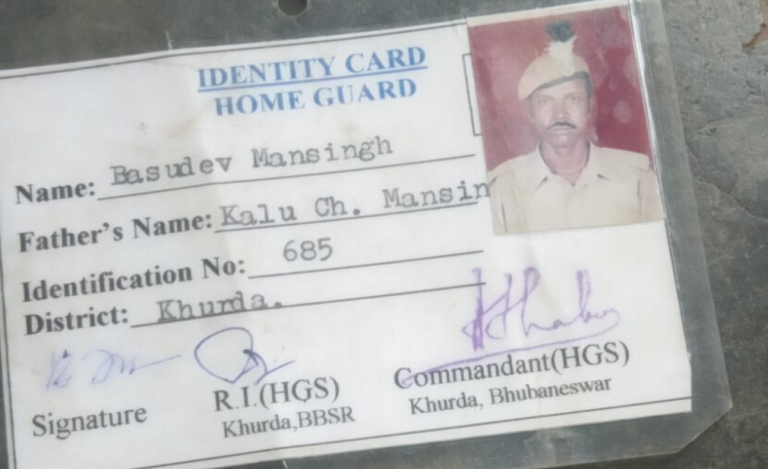 IDENTITY CARD
HOME GUARD
Name: Basudev Mansingh
Father's Name: Kalu Ch. Mansin
Identification No: 685
District: Khurda.
Signature
R.I.(HGS)
Khurda,BBSR
Commandant(HGS)
Khurda, Bhubaneswar